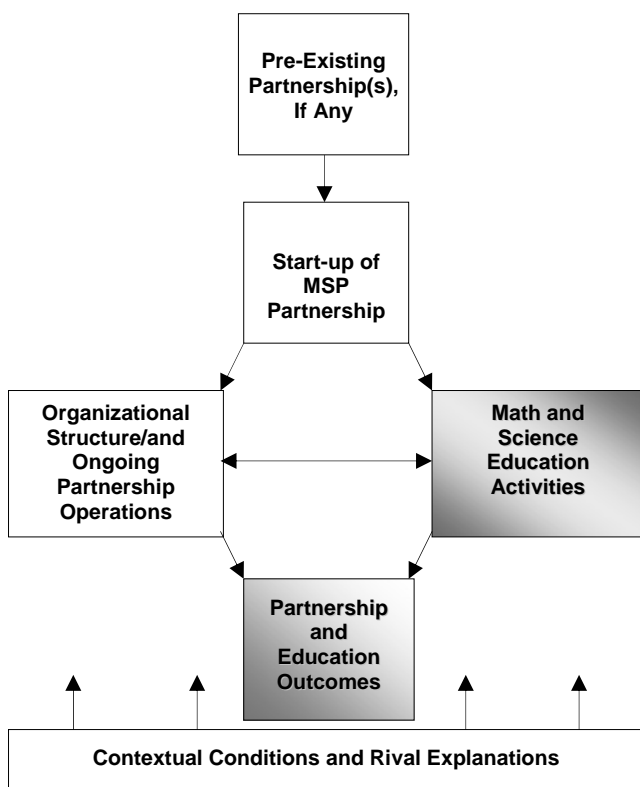 Pre-Existing
Partnership(s),
If Any
Start-up of
MSP
Partnership
Organizational
Structure/and
Ongoing
Partnership
Operations
Math and
Science
Education
Activities
Partnership
and
Education
Outcomes
Contextual Conditions and Rival Explanations